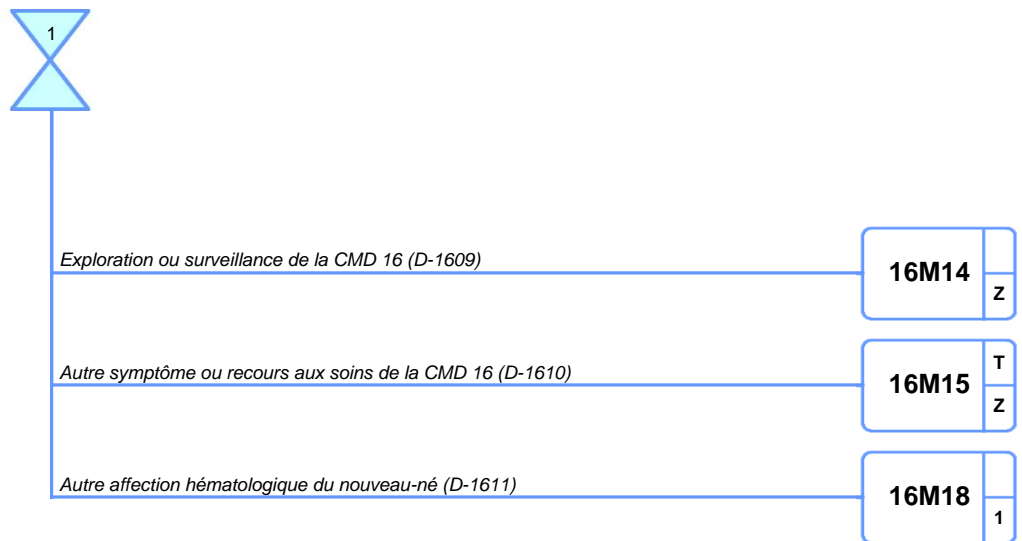 1
Exploration ou surveillance de la CMD 16 (D-1609)
16M14
Z
Autre symptôme ou recours aux soins de la CMD 16 (D-1610)
16M15
T
Z
Autre affection hématologique du nouveau-né (D-1611)
16M18
1